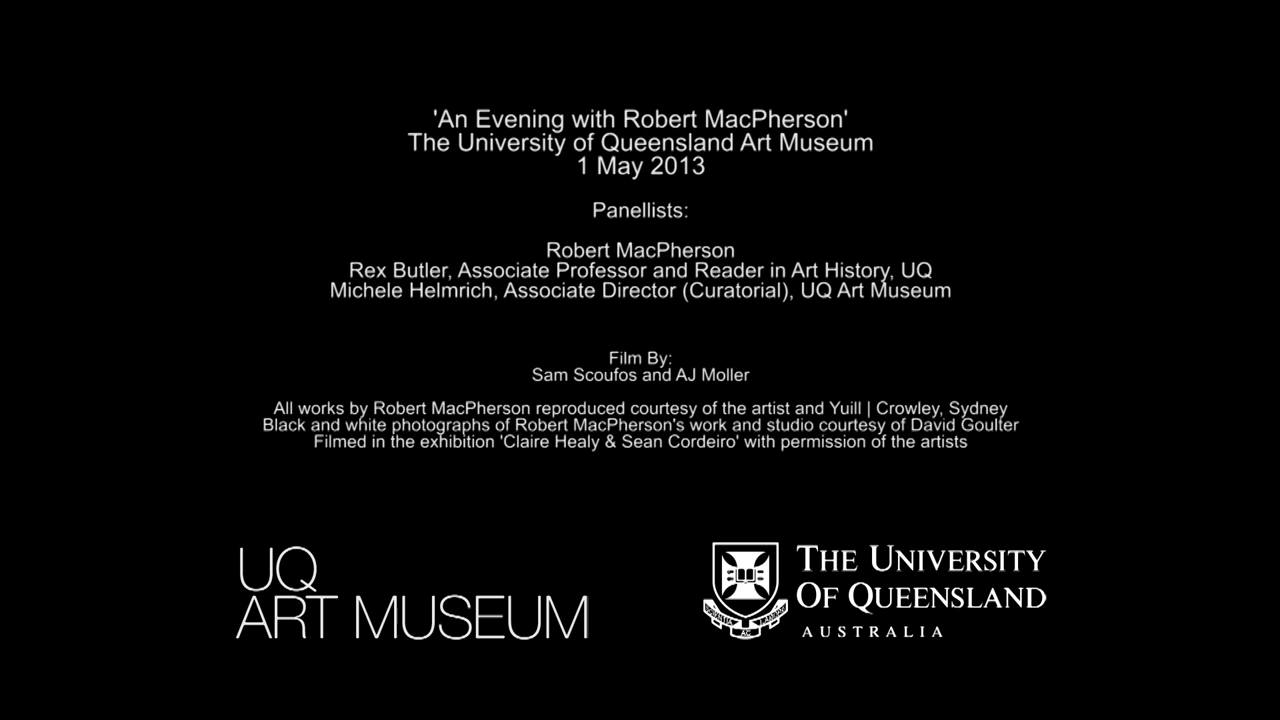 'An Evening with Robert MacPherson'
The University of Queensland Art Museum
1 May 2013
Panellists:
Robert MacPherson
Rex Butler, Associate Professor and Reader in Art History, UQ
Michele Helmrich, Associate Director (Curatorial), UQ Art Museum
Film By:
Sam Scoufos and AJ Moller
All works by Robert MacPherson reproduced courtesy of the artist and Yuill | Crowley, Sydney
Black and white photographs of Robert MacPherson's work and studio courtesy of David Goulter
Filmed in the exhibition 'Claire Healy & Sean Cordeiro' with permission of the artists
UQ
ART MUSEUM
THE UNIVERSITY
OF QUEENSLAND
AUSTRALIA